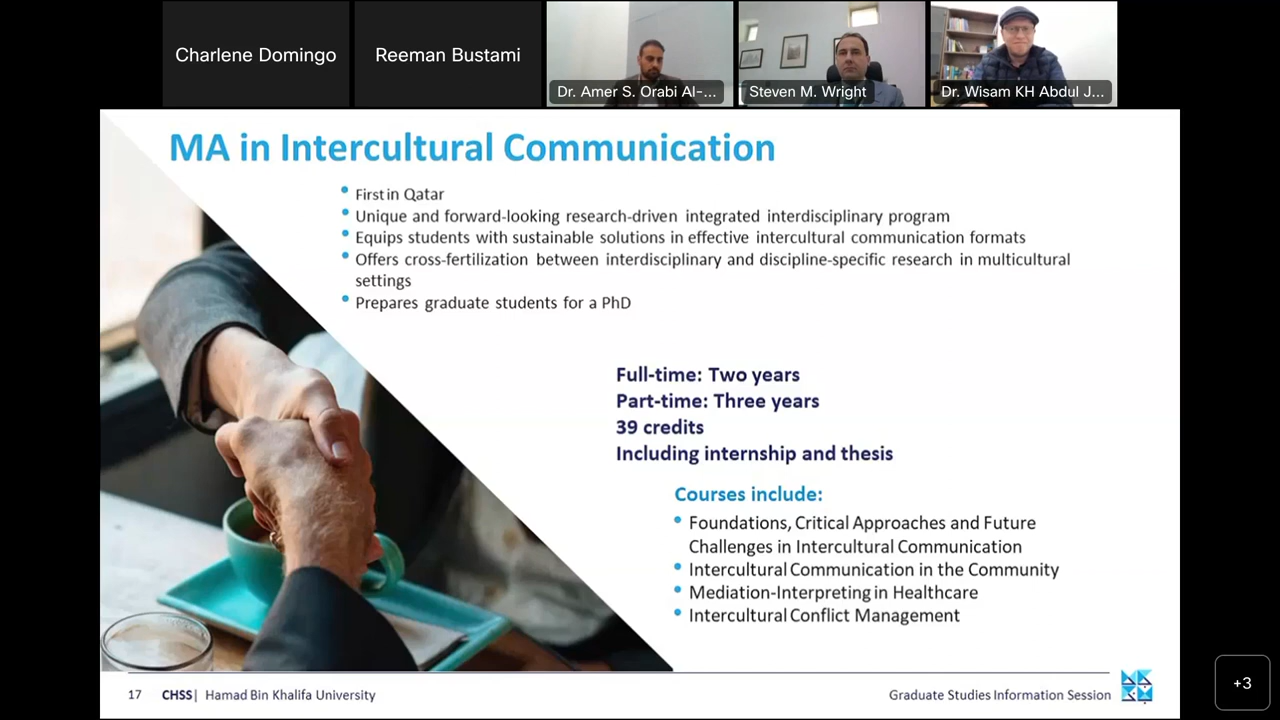 Charlene Domingo
Reeman Bustami
Dr. Amer S. Orabi Al-...
Steven M. Wright
Dr. Wisam KH Abdul J...
MA in Intercultural Communication
• First in Qatar
• Unique and forward-looking research-driven integrated interdisciplinary program
• Equips students with sustainable solutions in effective intercultural communication formats
• Offers cross-fertilization between interdisciplinary and discipline-specific research in multicultural
settings
• Prepares graduate students for a PhD
Full-time: Two years
Part-time: Three years
39 credits
Including internship and thesis
Courses include:
• Foundations, Critical Approaches and Future
Challenges in Intercultural Communication
• Intercultural Communication in the Community
• Mediation-Interpreting in Healthcare
• Intercultural Conflict Management
17 CHSS| Hamad Bin Khalifa University
Graduate Studies Information Session
+3